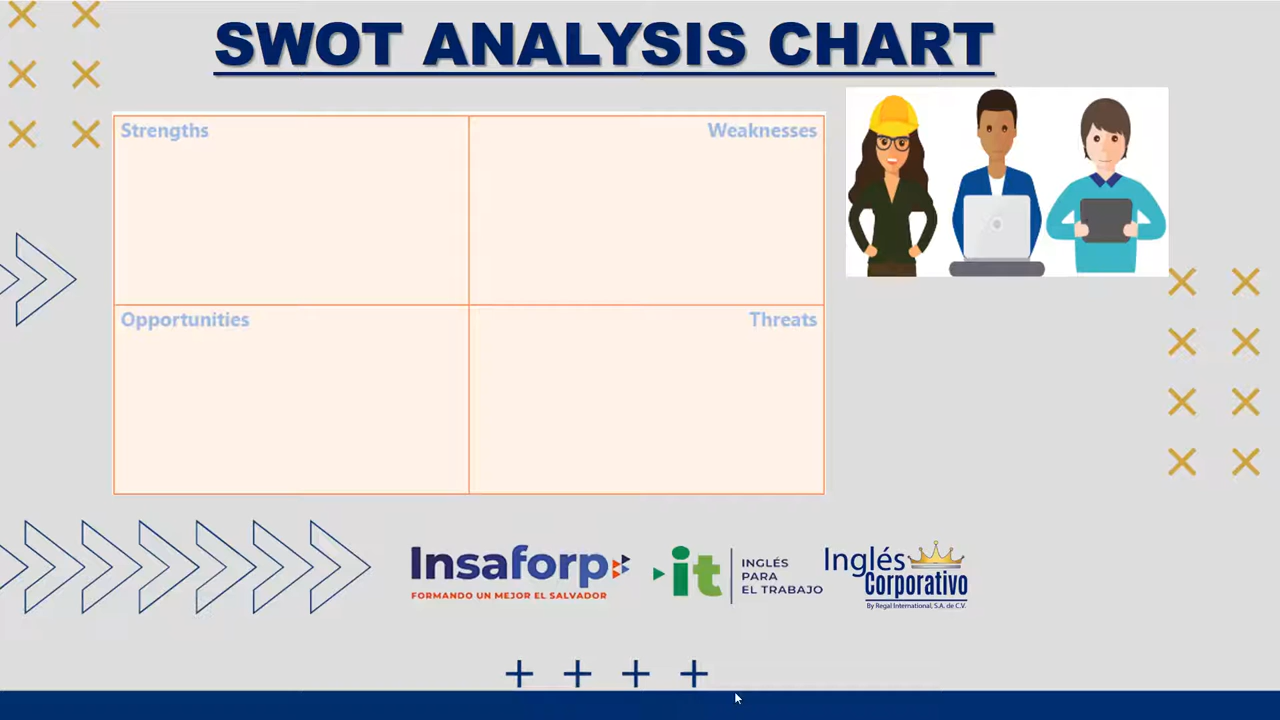 SWOT ANALYSIS CHART
Strengths
Weaknesses
Opportunities
Threats
Insaforp
FORMANDO UN MEJOR EL SALVADOR
it
INGLÉS
PARA
EL TRABAJO
Inglés
Corporativo
By Regal International, S.A. de C.V.